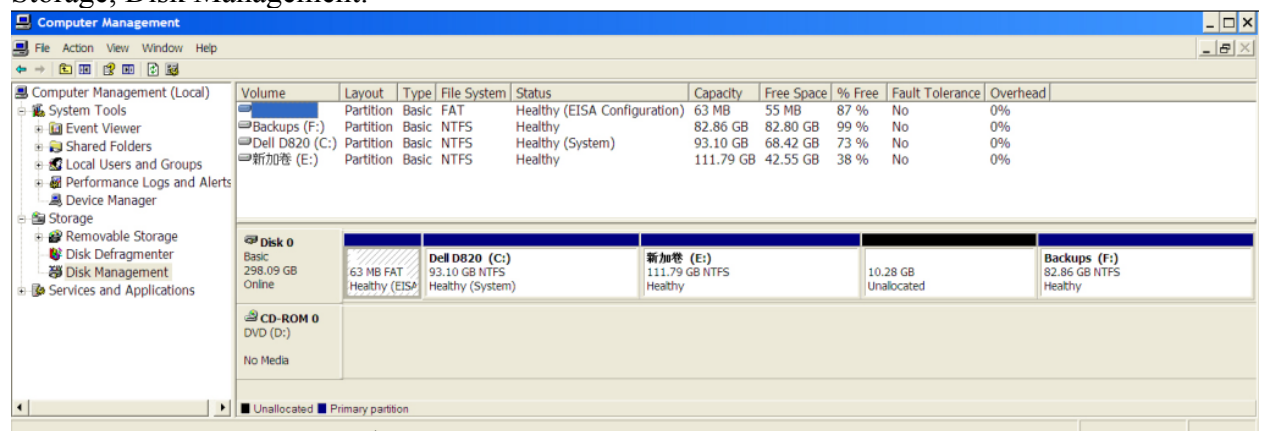 Storage, Disk Management.
Computer Management
File Action View Window Help
Computer Management (Local)
System Tools
Event Viewer
Shared Folders
Local Users and Groups
Performance Logs and Alerts
Device Manager
Storage
Removable Storage
Disk Defragmenter
Disk Management
Services and Applications
Volume Layout Type File System Status Capacity Free Space % Free Fault Tolerance Overhead
Partition Basic FAT Healthy (EISA Configuration) 63 MB 55 MB 87 % No 0%
Backups (F:) Partition Basic NTFS Healthy 82.86 GB 82.80 GB 99 % No 0%
Dell D820 (C:) Partition Basic NTFS Healthy (System) 93.10 GB 68.42 GB 73 % No 0%
新加卷 (E:) Partition Basic NTFS Healthy 111.79 GB 42.55 GB 38 % No 0%
Disk 0
Basic
298.09 GB
Online
63 MB FAT
Healthy (EISA
Dell D820 (C:)
93.10 GB NTFS
Healthy (System)
新加卷 (E:)
111.79 GB NTFS
Healthy
10.28 GB
Unallocated
Backups (F:)
82.86 GB NTFS
Healthy
CD-ROM 0
DVD (D:)
No Media
Unallocated Primary partition